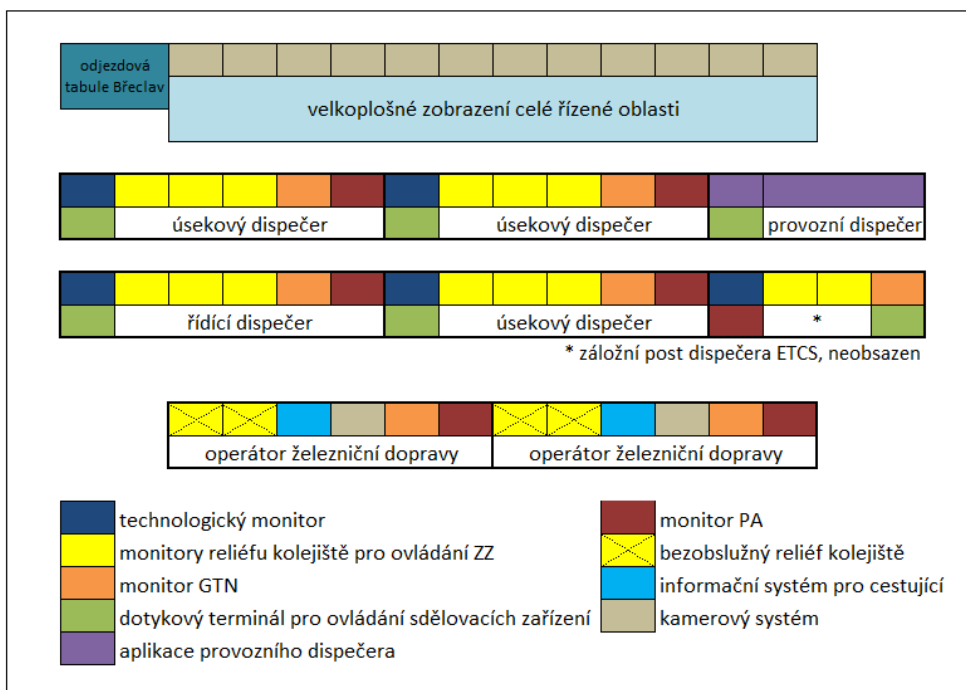 odjezdová
tabule Břeclav
velkoplošné zobrazení celé řízené oblasti
úsekový dispečer
úsekový dispečer
provozní dispečer
řídící dispečer
úsekový dispečer
*
* záložní post dispečera ETCS, neobsazen
operátor železniční dopravy
operátor železniční dopravy
technologický monitor
monitory reliéfu kolejiště pro ovládání ZZ
monitor GTN
dotykový terminál pro ovládání sdělovacích zařízení
aplikace provozního dispečera
monitor PA
bezobslužný reliéf kolejiště
informační systém pro cestující
kamerový systém